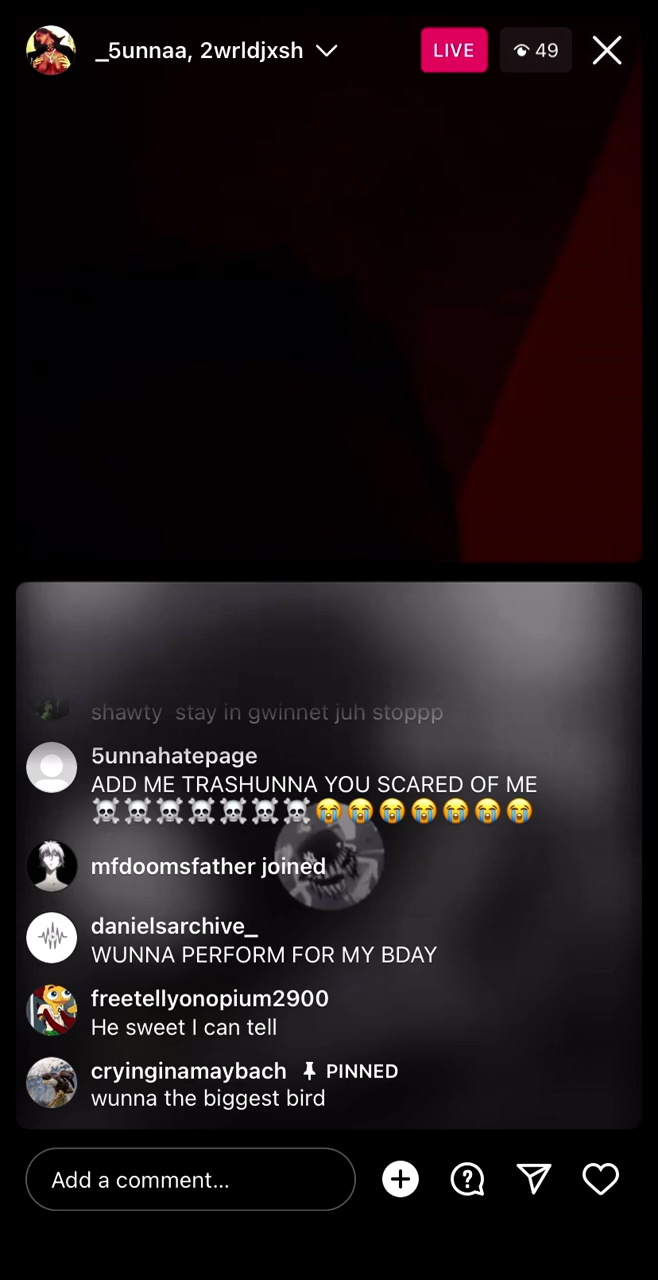 _5unnaa, 2wrldjxsh
LIVE
49
shawty stay in gwinnet juh stoppp
5unnahatepage
ADD ME TRASHUNNA YOU SCARED OF ME
☠️☠️☠️☠️☠️☠️☠️😭😭😭😭😭😭😭
mfdoomsfather joined
danielsarchive_
WUNNA PERFORM FOR MY BDAY
freetellyonopium2900
He sweet I can tell
cryinginamaybach PINNED
wunna the biggest bird
Add a comment...